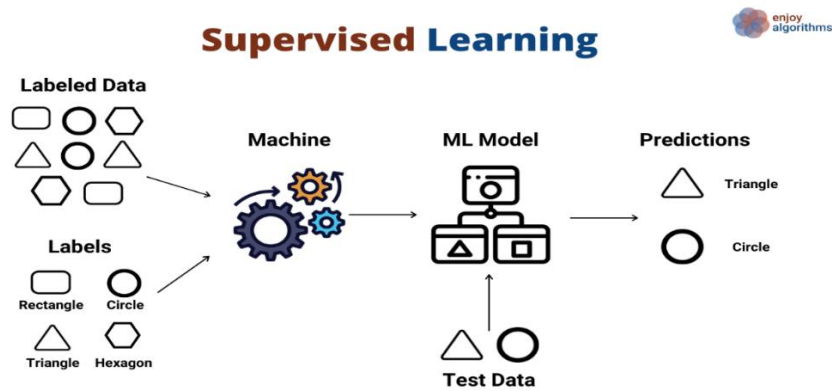 Supervised Learning
enjoy
algorithms
Labeled Data
Machine
ML Model
Predictions
Triangle
Circle
Labels
Rectangle
Circle
Triangle
Hexagon
Test Data